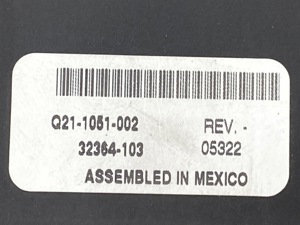 Q21-1051-002 REV. -
32364-103 05322
ASSEMBLED IN MEXICO